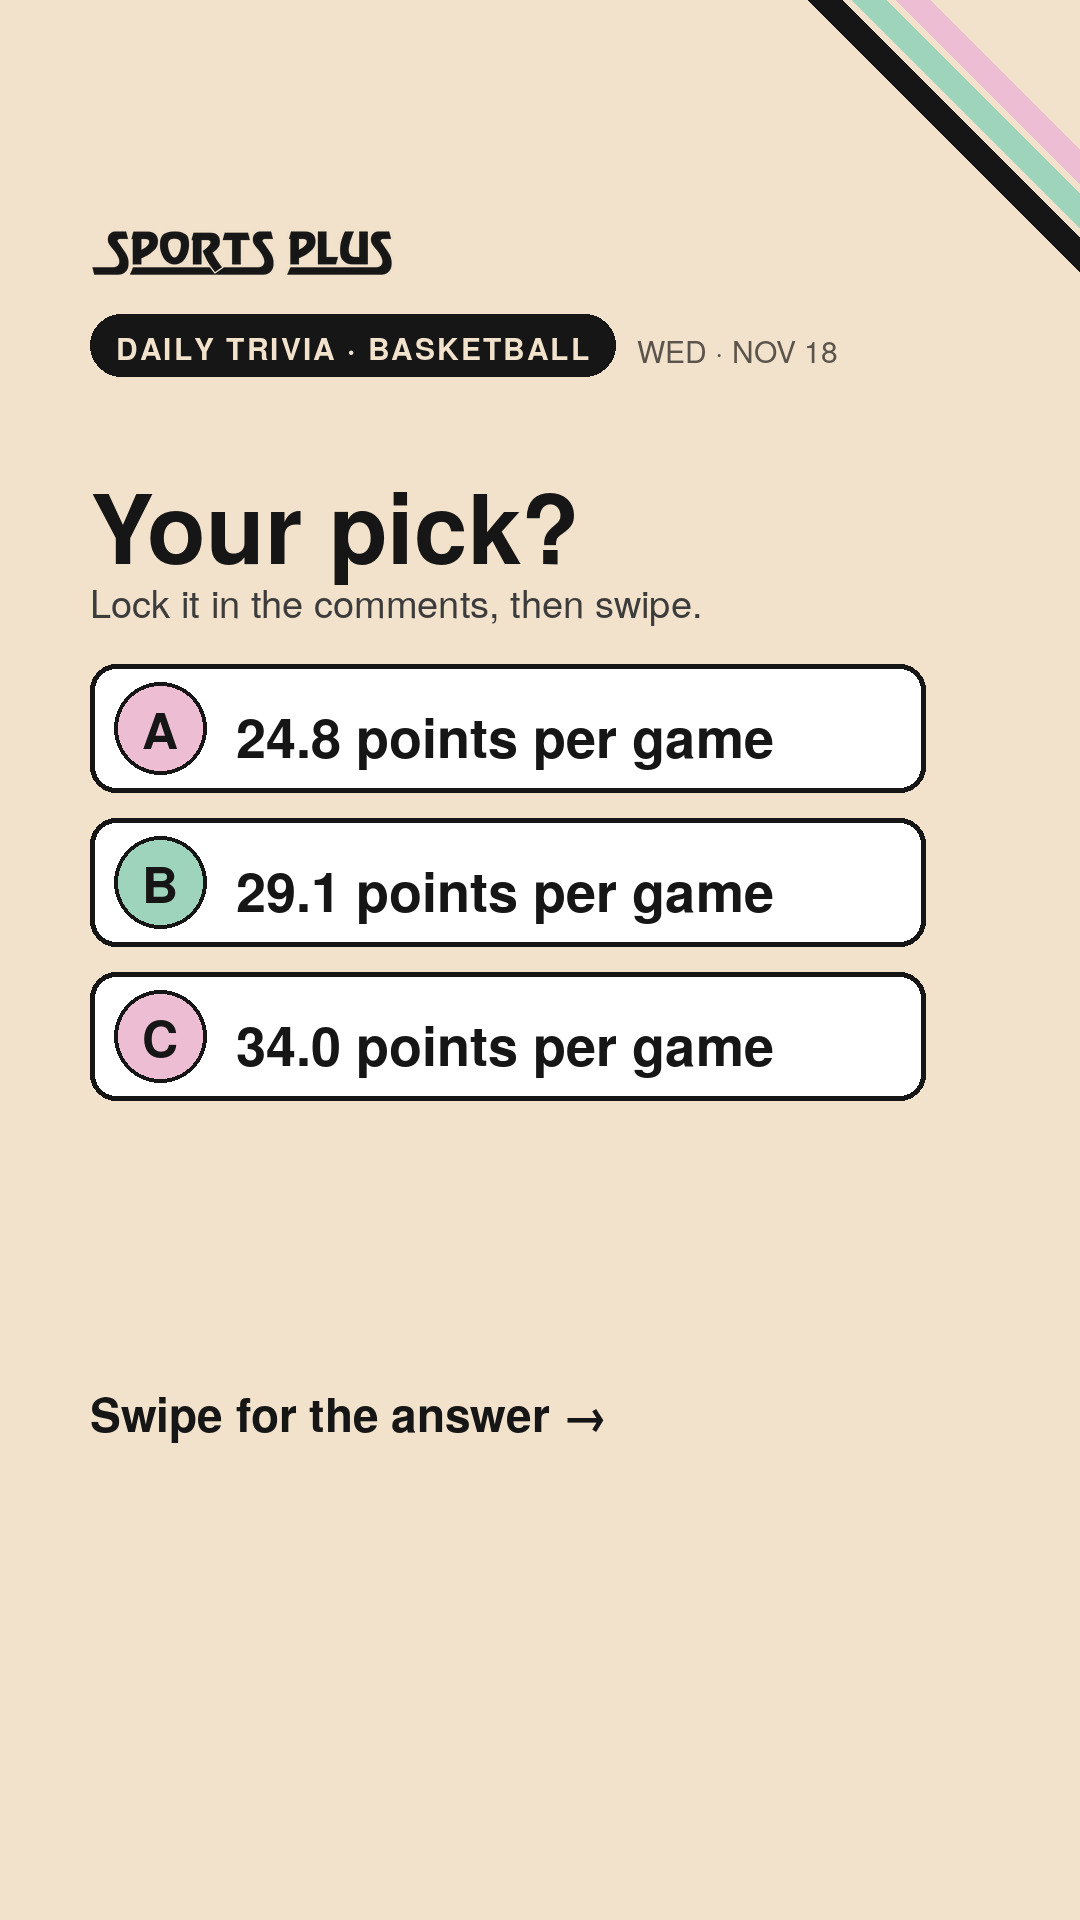 SPORTS PLUS
DAILY TRIVIA · BASKETBALL WED · NOV 18
Your pick?
Lock it in the comments, then swipe.
A 24.8 points per game
B 29.1 points per game
C 34.0 points per game
Swipe for the answer →